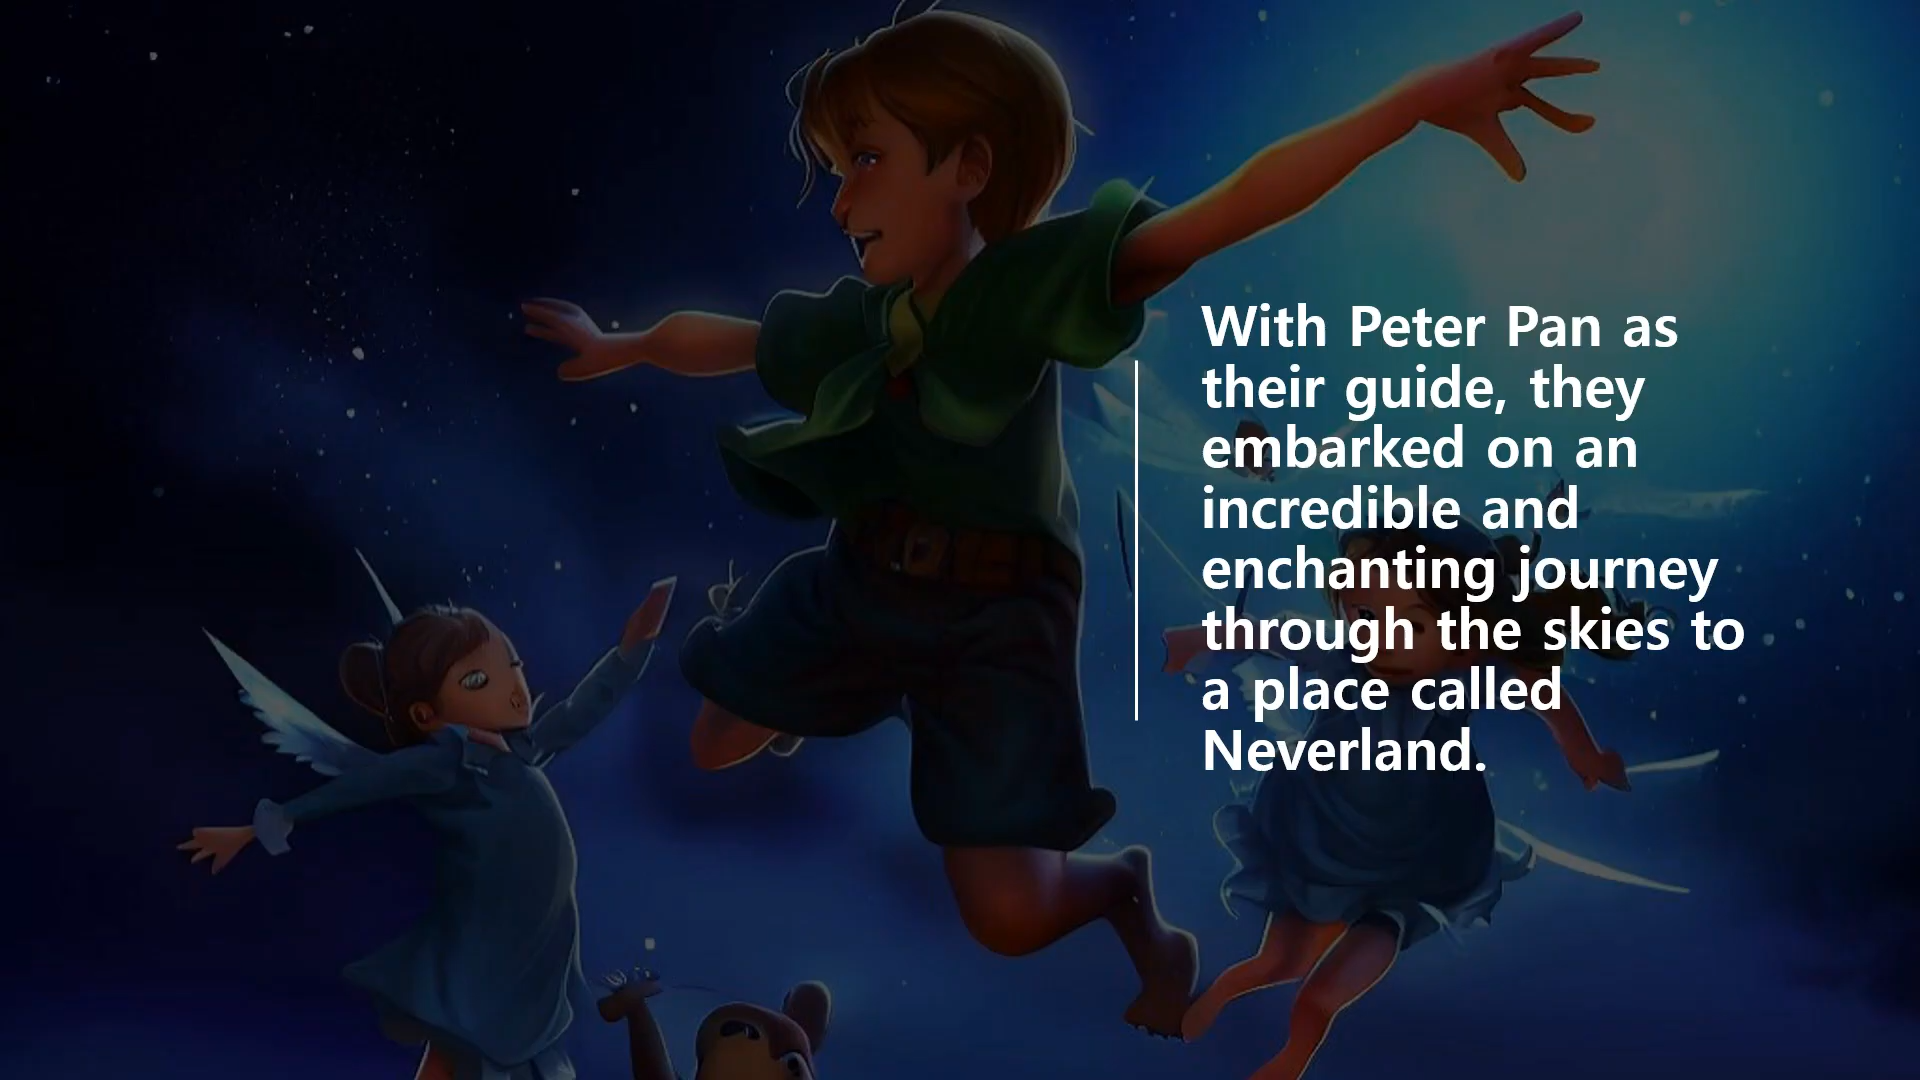 With Peter Pan as
their guide, they
embarked on an
incredible and
enchanting journey
through the skies to
a place called
Neverland.